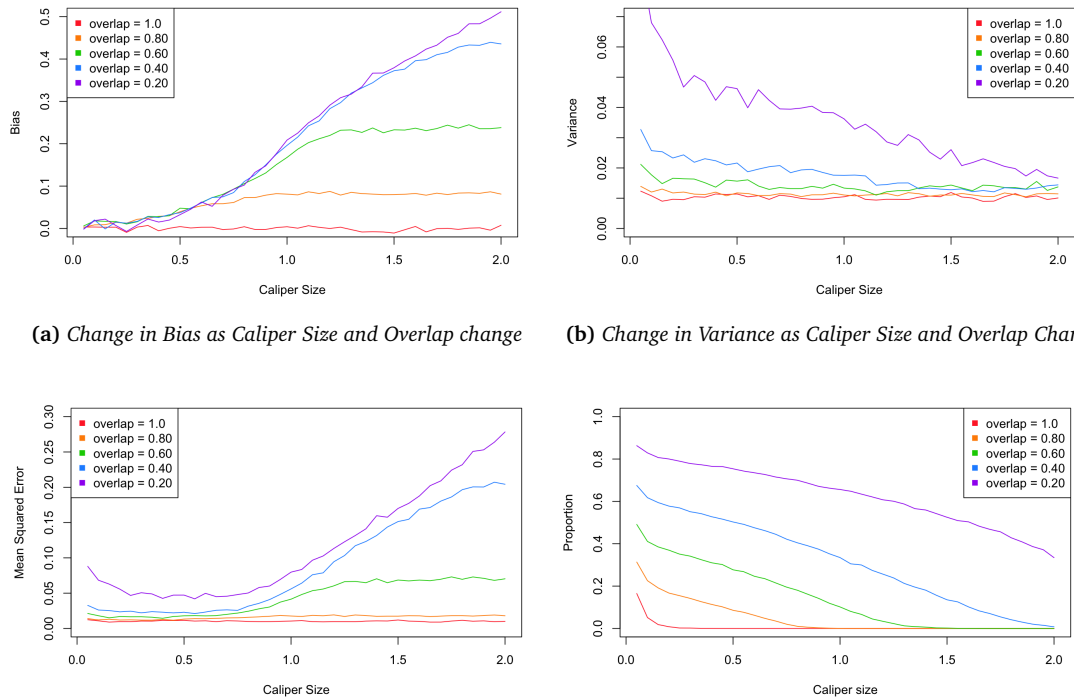 overlap = 1.0
overlap = 0.80
overlap = 0.60
overlap = 0.40
overlap = 0.20
Bias
0.0
0.1
0.2
0.3
0.4
0.5
0.0
0.5
1.0
1.5
2.0
Caliper Size
(a) Change in Bias as Caliper Size and Overlap change
overlap = 1.0
overlap = 0.80
overlap = 0.60
overlap = 0.40
overlap = 0.20
Variance
0.00
0.02
0.04
0.06
0.0
0.5
1.0
1.5
2.0
Caliper Size
(b) Change in Variance as Caliper Size and Overlap
overlap = 1.0
overlap = 0.80
overlap = 0.60
overlap = 0.40
overlap = 0.20
Mean Squared Error
0.00
0.05
0.10
0.15
0.20
0.25
0.30
0.0
0.5
1.0
1.5
2.0
Caliper Size
overlap = 1.0
overlap = 0.80
overlap = 0.60
overlap = 0.40
overlap = 0.20
Proportion
0.0
0.2
0.4
0.6
0.8
1.0
0.0
0.5
1.0
1.5
2.0
Caliper size